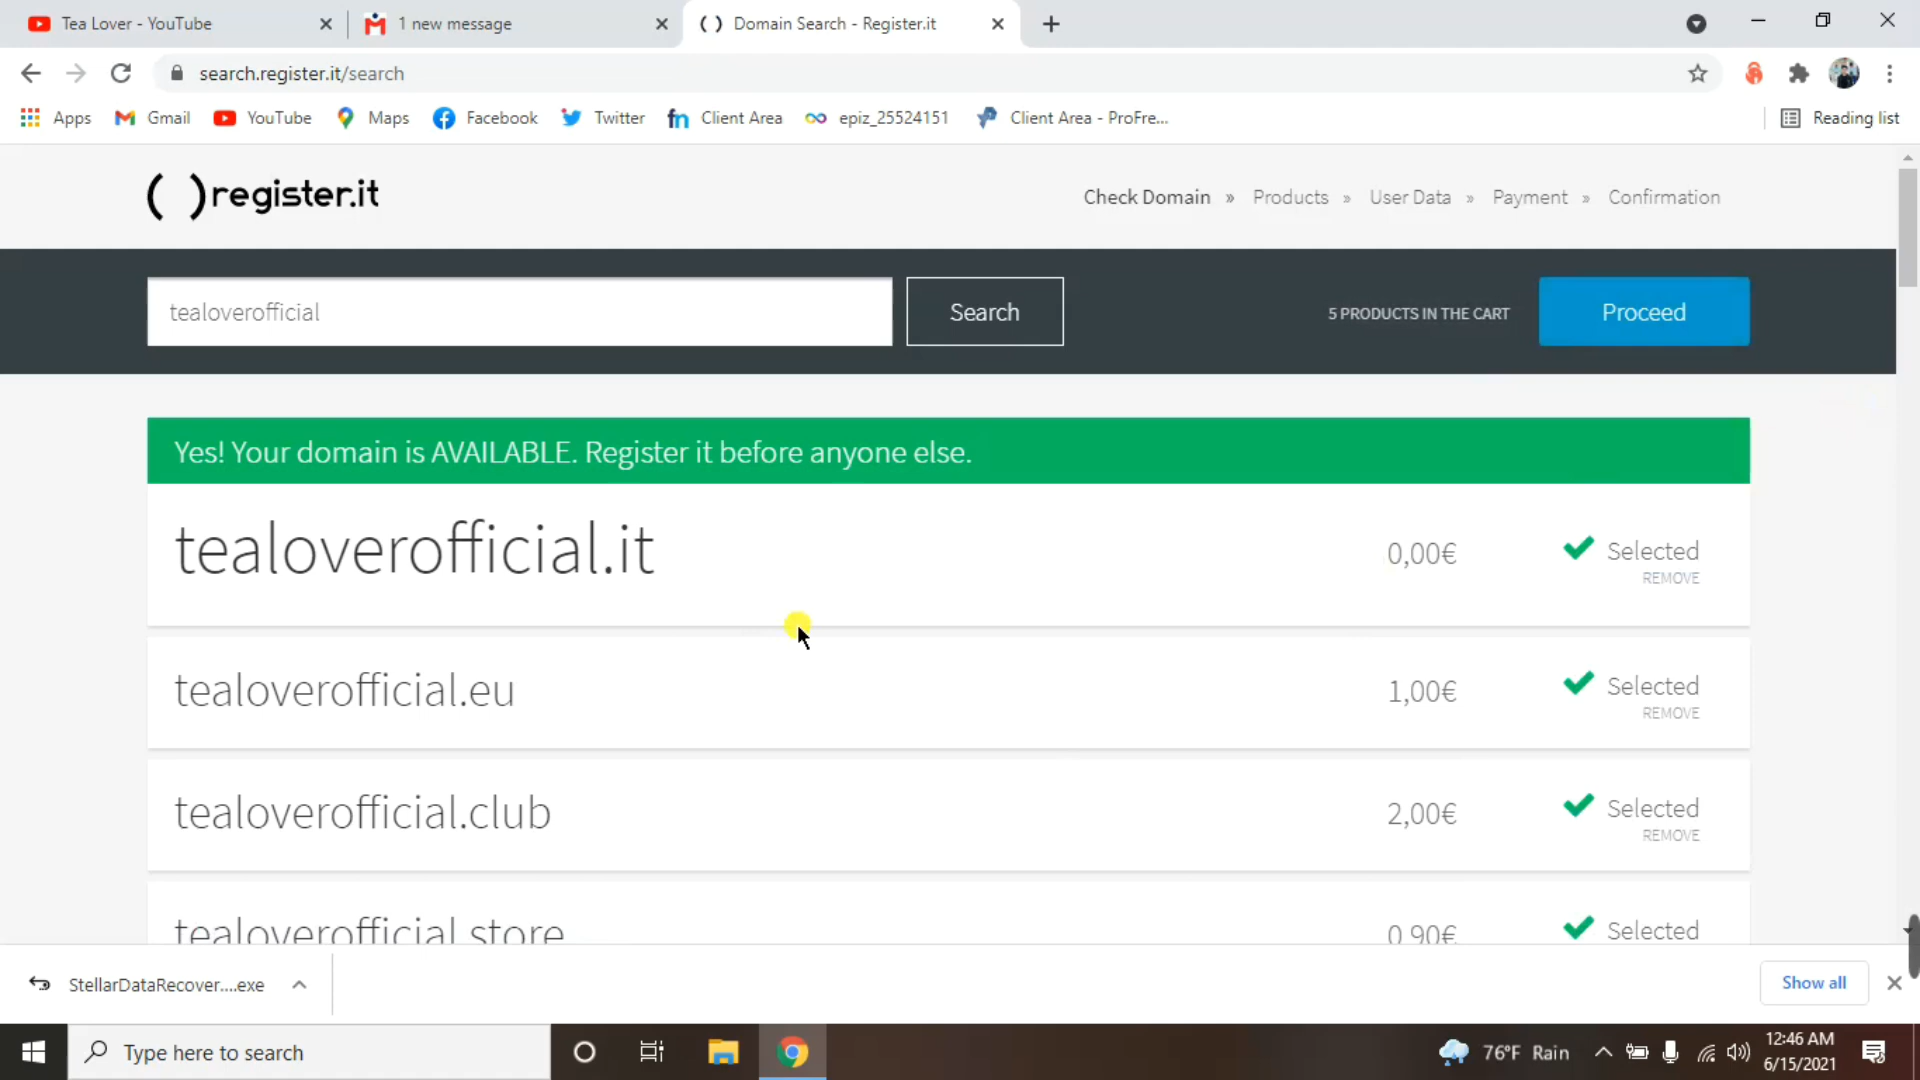 Tea Lover - YouTube
1 new message
Domain Search - Register.it
search.register.it/search
Apps
Gmail
YouTube
Maps
Facebook
Twitter
Client Area
epiz_25524151
Client Area - ProFre...
Reading list
register.it
Check Domain » Products » User Data » Payment » Confirmation
tealoverofficial
Search
5 PRODUCTS IN THE CART
Proceed
Yes! Your domain is AVAILABLE. Register it before anyone else.
tealoverofficial.it
0,00€
Selected
REMOVE
tealoverofficial.eu
1,00€
Selected
REMOVE
tealoverofficial.club
2,00€
Selected
REMOVE
tealoverofficial.store
0,90€
Selected
StellarDataRecover....exe
Show all
Type here to search
76°F Rain
12:46 AM
6/15/2021